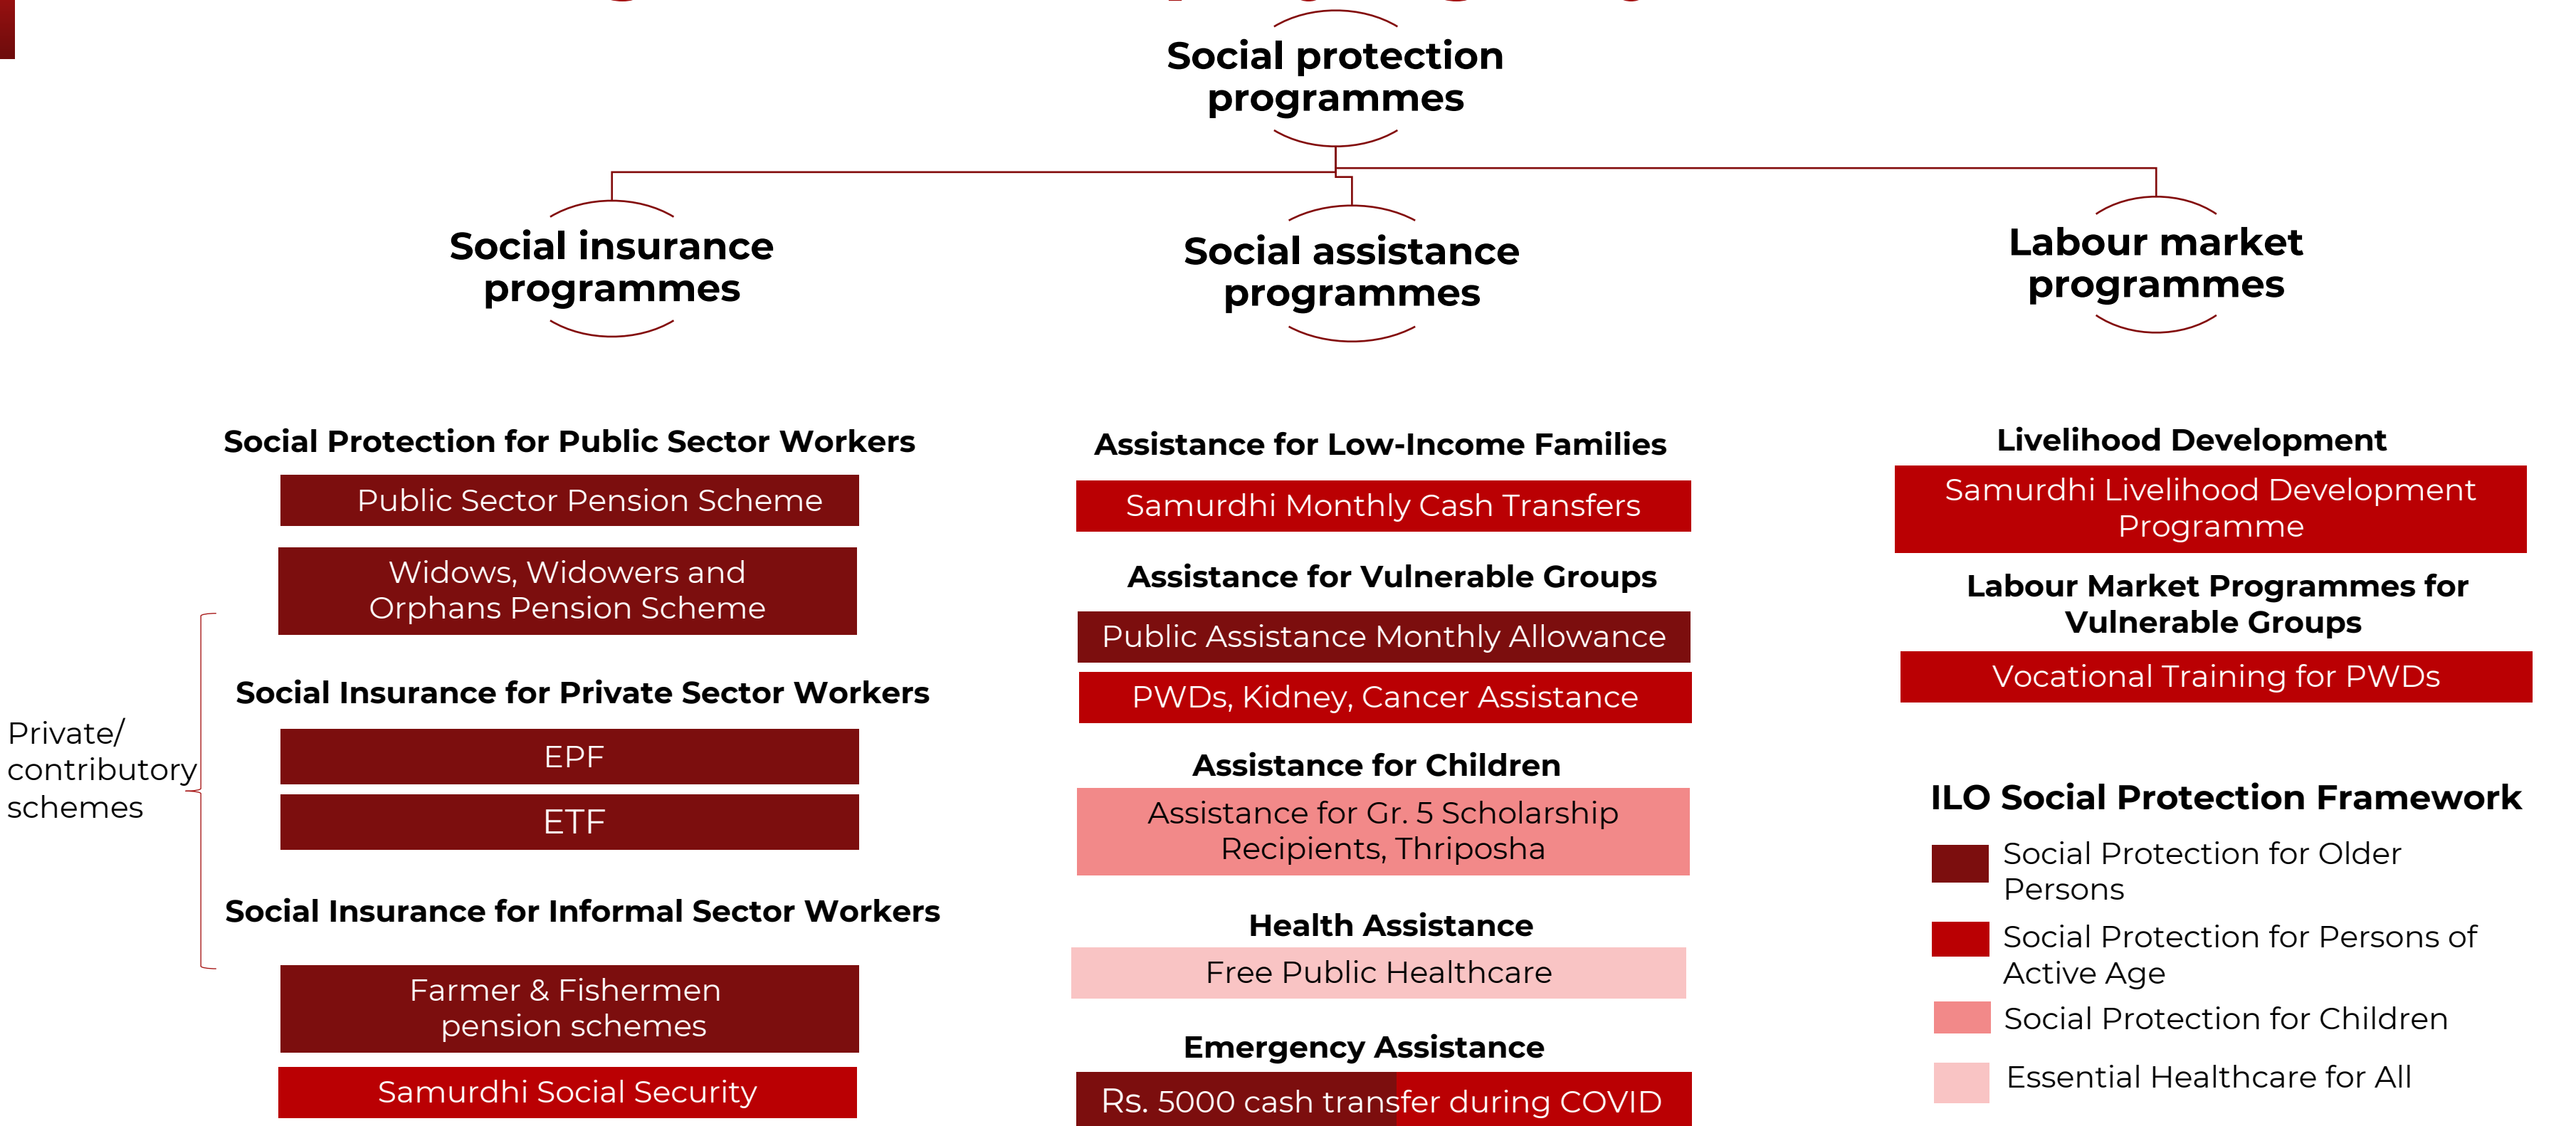 Social protection
programmes
Social insurance
programmes
Social assistance
programmes
Labour market
programmes
Social Protection for Public Sector Workers
Public Sector Pension Scheme
Widows, Widowers and
Orphans Pension Scheme
Private/
contributory
schemes
Social Insurance for Private Sector Workers
EPF
ETF
Social Insurance for Informal Sector Workers
Farmer & Fishermen
pension schemes
Samurdhi Social Security
Assistance for Low-Income Families
Samurdhi Monthly Cash Transfers
Assistance for Vulnerable Groups
Public Assistance Monthly Allowance
PWDs, Kidney, Cancer Assistance
Assistance for Children
Assistance for Gr. 5 Scholarship
Recipients, Thriposha
Health Assistance
Free Public Healthcare
Emergency Assistance
Rs. 5000 cash transfer during COVID
Livelihood Development
Samurdhi Livelihood Development
Programme
Labour Market Programmes for
Vulnerable Groups
Vocational Training for PWDs
ILO Social Protection Framework
Social Protection for Older
Persons
Social Protection for Persons of
Active Age
Social Protection for Children
Essential Healthcare for All